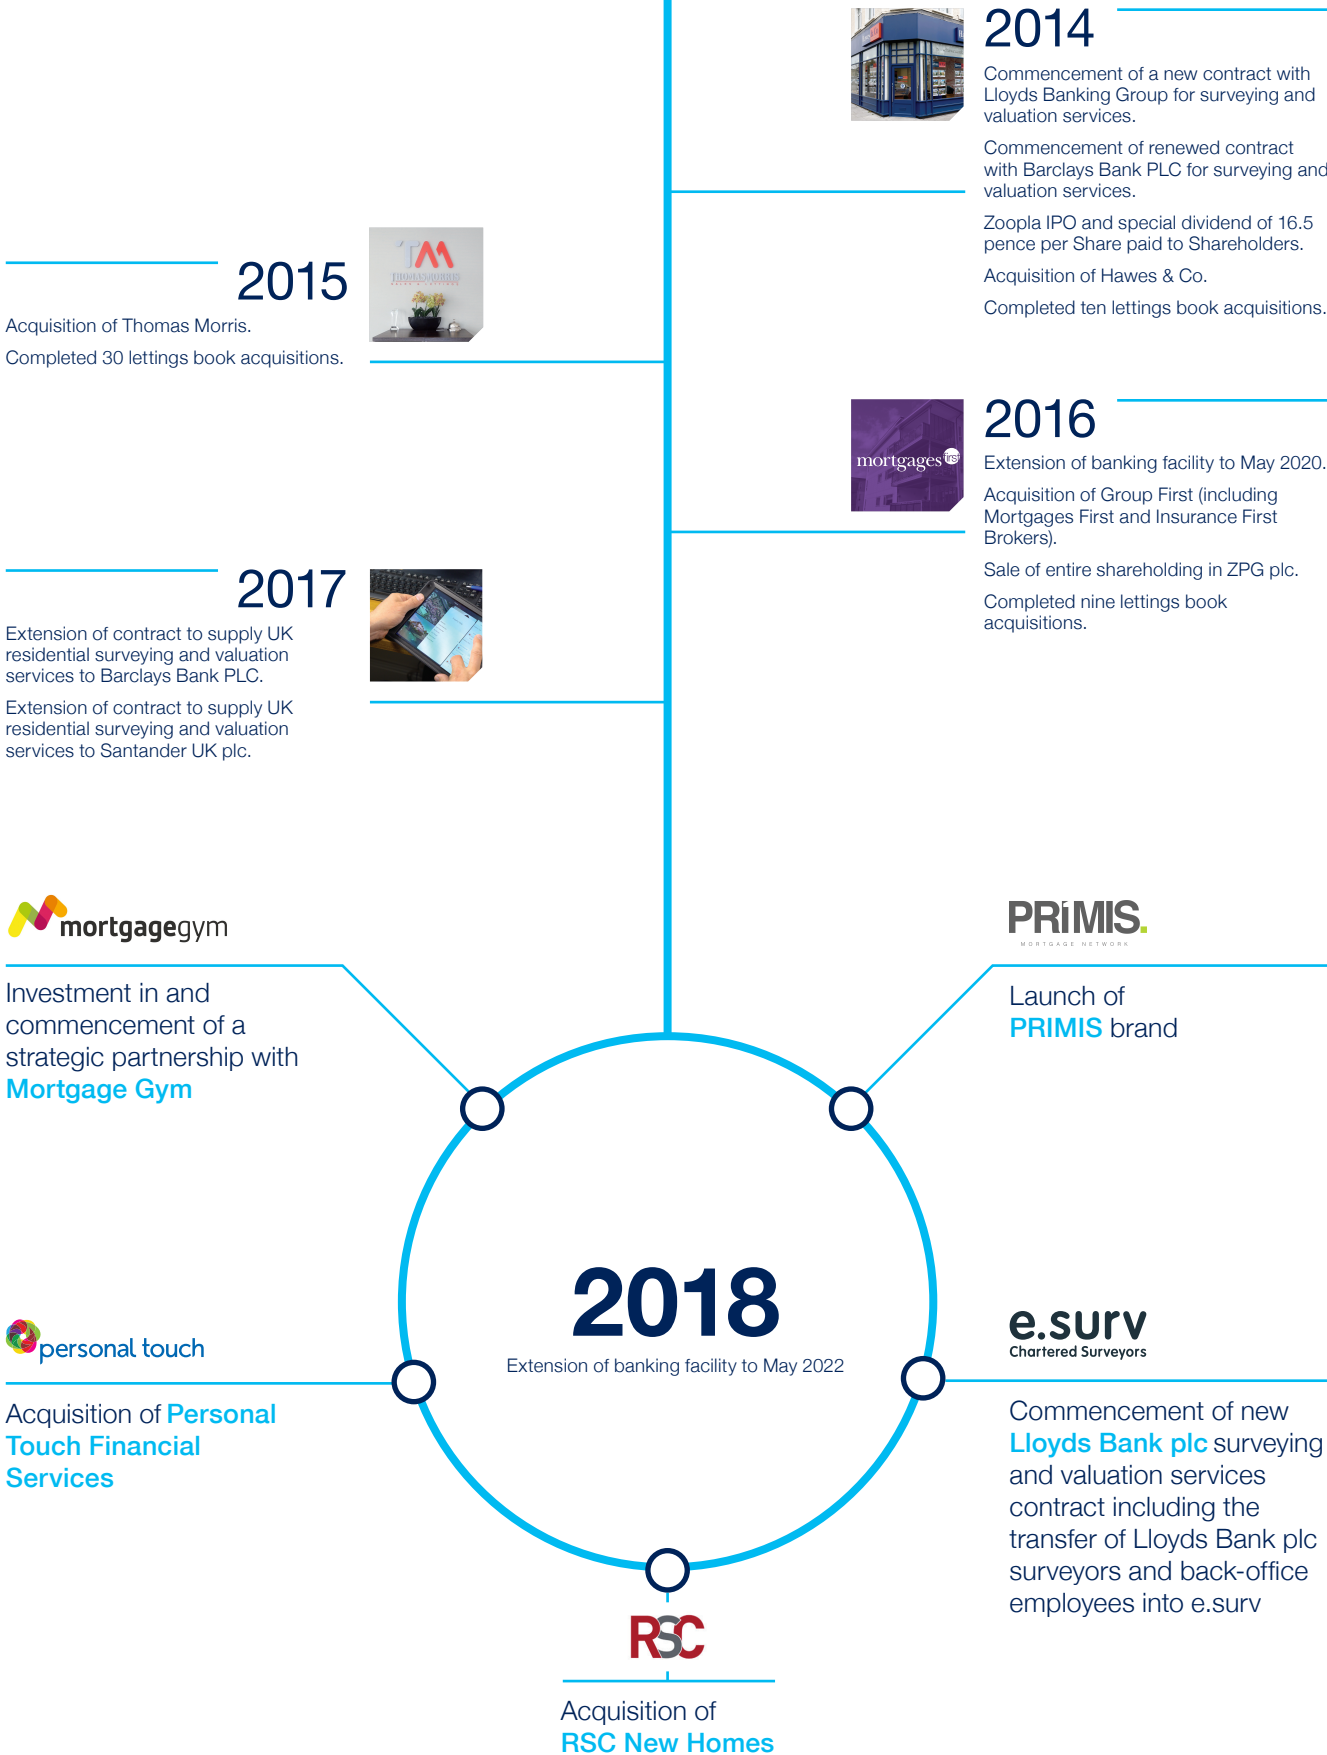 2014
Commencement of a new contract with
Lloyds Banking Group for surveying and
valuation services.
Commencement of renewed contract
with Barclays Bank PLC for surveying and
valuation services.
Zoopla IPO and special dividend of 16.5
pence per Share paid to Shareholders.
Acquisition of Hawes & Co.
Completed ten lettings book acquisitions.
TM
THOMAS MORRIS
SALES & LETTINGS
2015
Acquisition of Thomas Morris.
Completed 30 lettings book acquisitions.
mortgages first
2016
Extension of banking facility to May 2020.
Acquisition of Group First (including
Mortgages First and Insurance First
Brokers).
Sale of entire shareholding in ZPG plc.
Completed nine lettings book
acquisitions.
2017
Extension of contract to supply UK
residential surveying and valuation
services to Barclays Bank PLC.
Extension of contract to supply UK
residential surveying and valuation
services to Santander UK plc.
mortgagegym
Investment in and
commencement of a
strategic partnership with
Mortgage Gym
PRiMIS.
MORTGAGE NETWORK
Launch of
PRIMIS brand
2018
Extension of banking facility to May 2022
personal touch
Acquisition of Personal
Touch Financial
Services
e.surv
Chartered Surveyors
Commencement of new
Lloyds Bank plc surveying
and valuation services
contract including the
transfer of Lloyds Bank plc
surveyors and back-office
employees into e.surv
RSC
Acquisition of
RSC New Homes